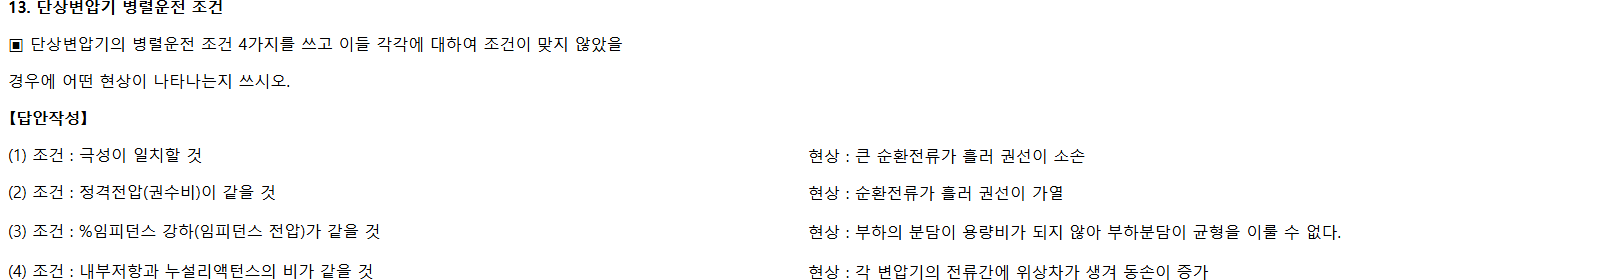 13. 단상변압기 병렬운전 조건
▣ 단상변압기의 병렬운전 조건 4가지를 쓰고 이들 각각에 대하여 조건이 맞지 않았을
경우에 어떤 현상이 나타나는지 쓰시오.
【답안작성】
(1) 조건 : 극성이 일치할 것 현상 : 큰 순환전류가 흘러 권선이 소손
(2) 조건 : 정격전압(권수비)이 같을 것 현상 : 순환전류가 흘러 권선이 가열
(3) 조건 : %임피던스 강하(임피던스 전압)가 같을 것 현상 : 부하의 분담이 용량비가 되지 않아 부하분담이 균형을 이룰 수 없다.
(4) 조건 : 내부저항과 누설리액턴스의 비가 같을 것 현상 : 각 변압기의 전류간에 위상차가 생겨 동손이 증가